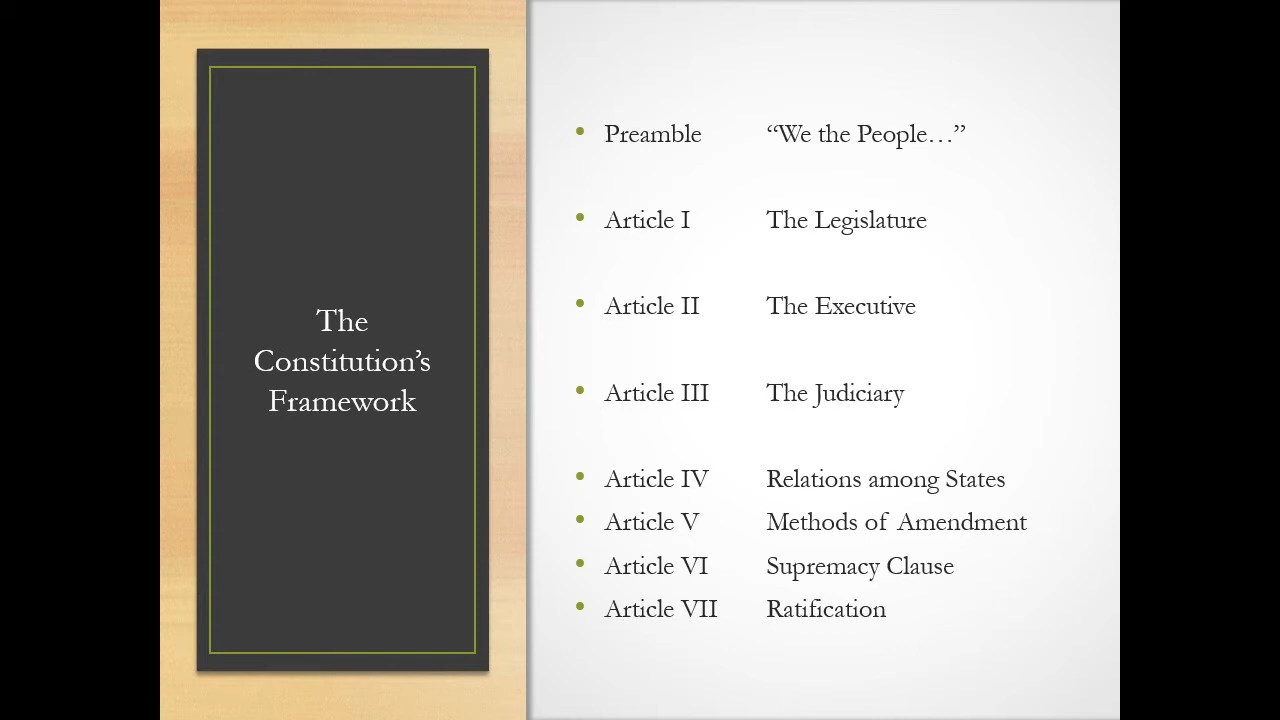 The
Constitution’s
Framework
Preamble “We the People…”
Article I The Legislature
Article II The Executive
Article III The Judiciary
Article IV Relations among States
Article V Methods of Amendment
Article VI Supremacy Clause
Article VII Ratification